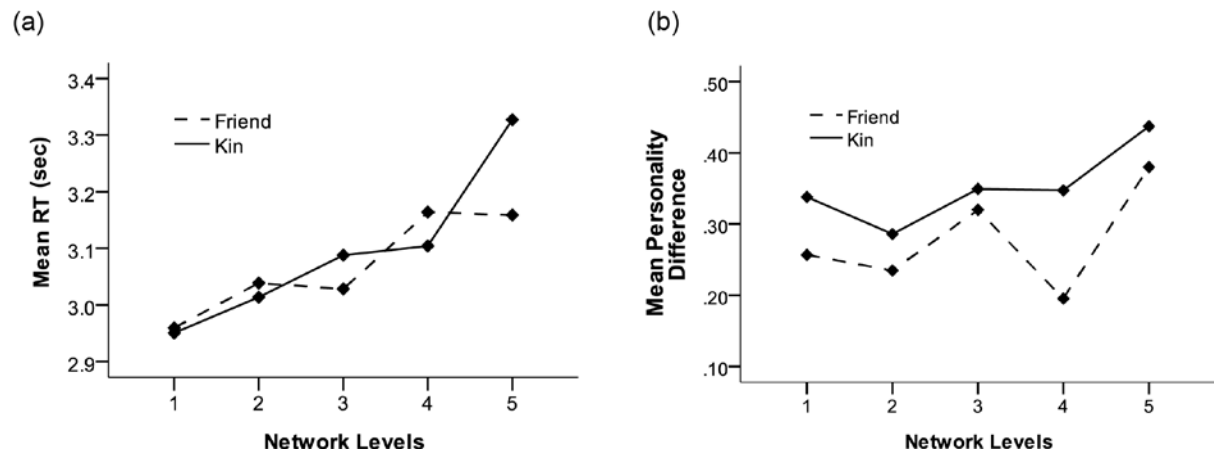 (a)
3.4
3.3
3.2
3.1
3.0
2.9
Mean RT (sec)
Friend
Kin
1 2 3 4 5
Network Levels
(b)
.50
.40
.30
.20
.10
Mean Personality
Difference
Friend
Kin
1 2 3 4 5
Network Levels